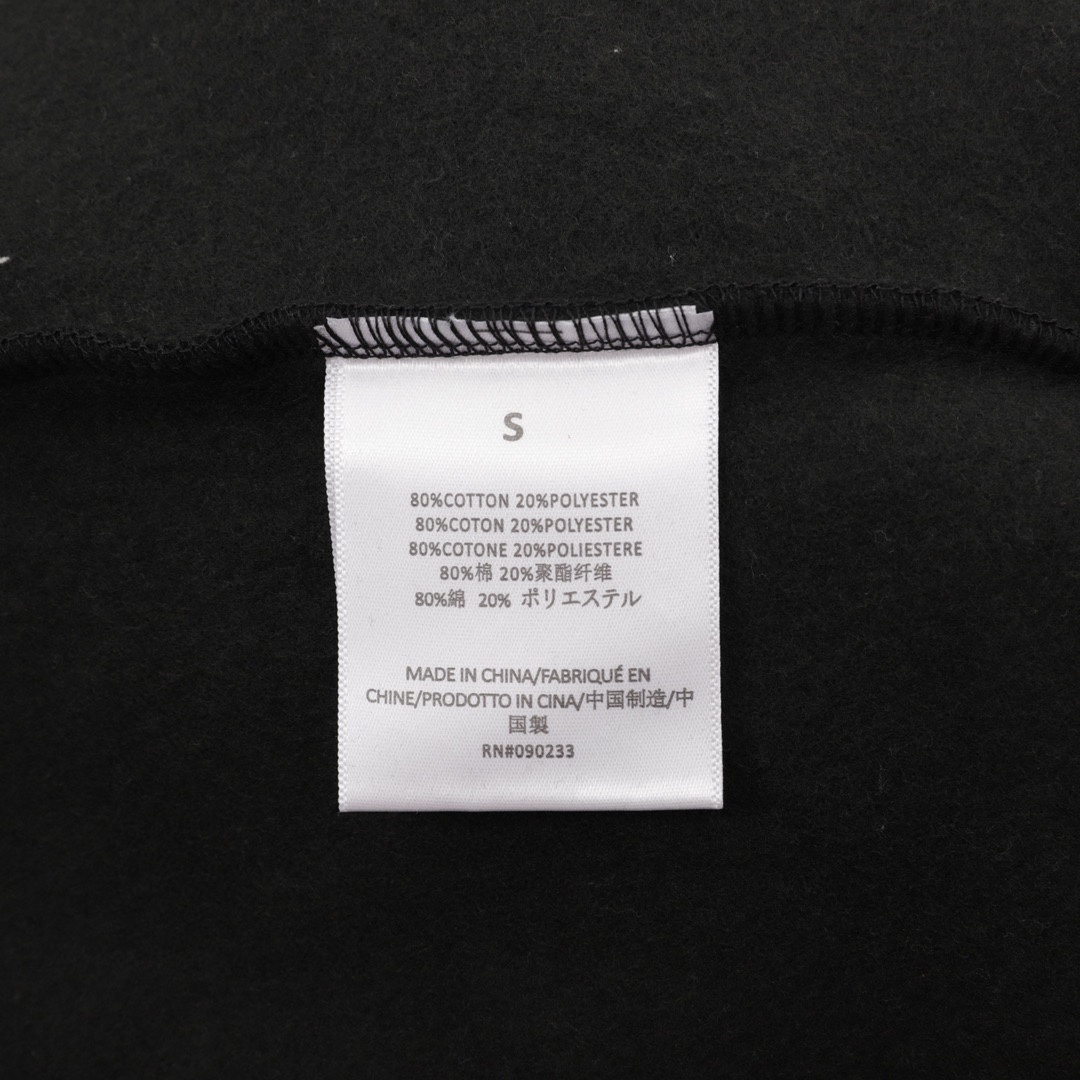 S
80%COTTON 20%POLYESTER
80%COTON 20%POLYESTER
80%COTONE 20%POLIESTERE
80%棉 20%聚酯纤维
80%綿 20% ポリエステル
MADE IN CHINA/FABRIQUÉ EN
CHINE/PRODOTTO IN CINA/中国制造/中
国製
RN#090233